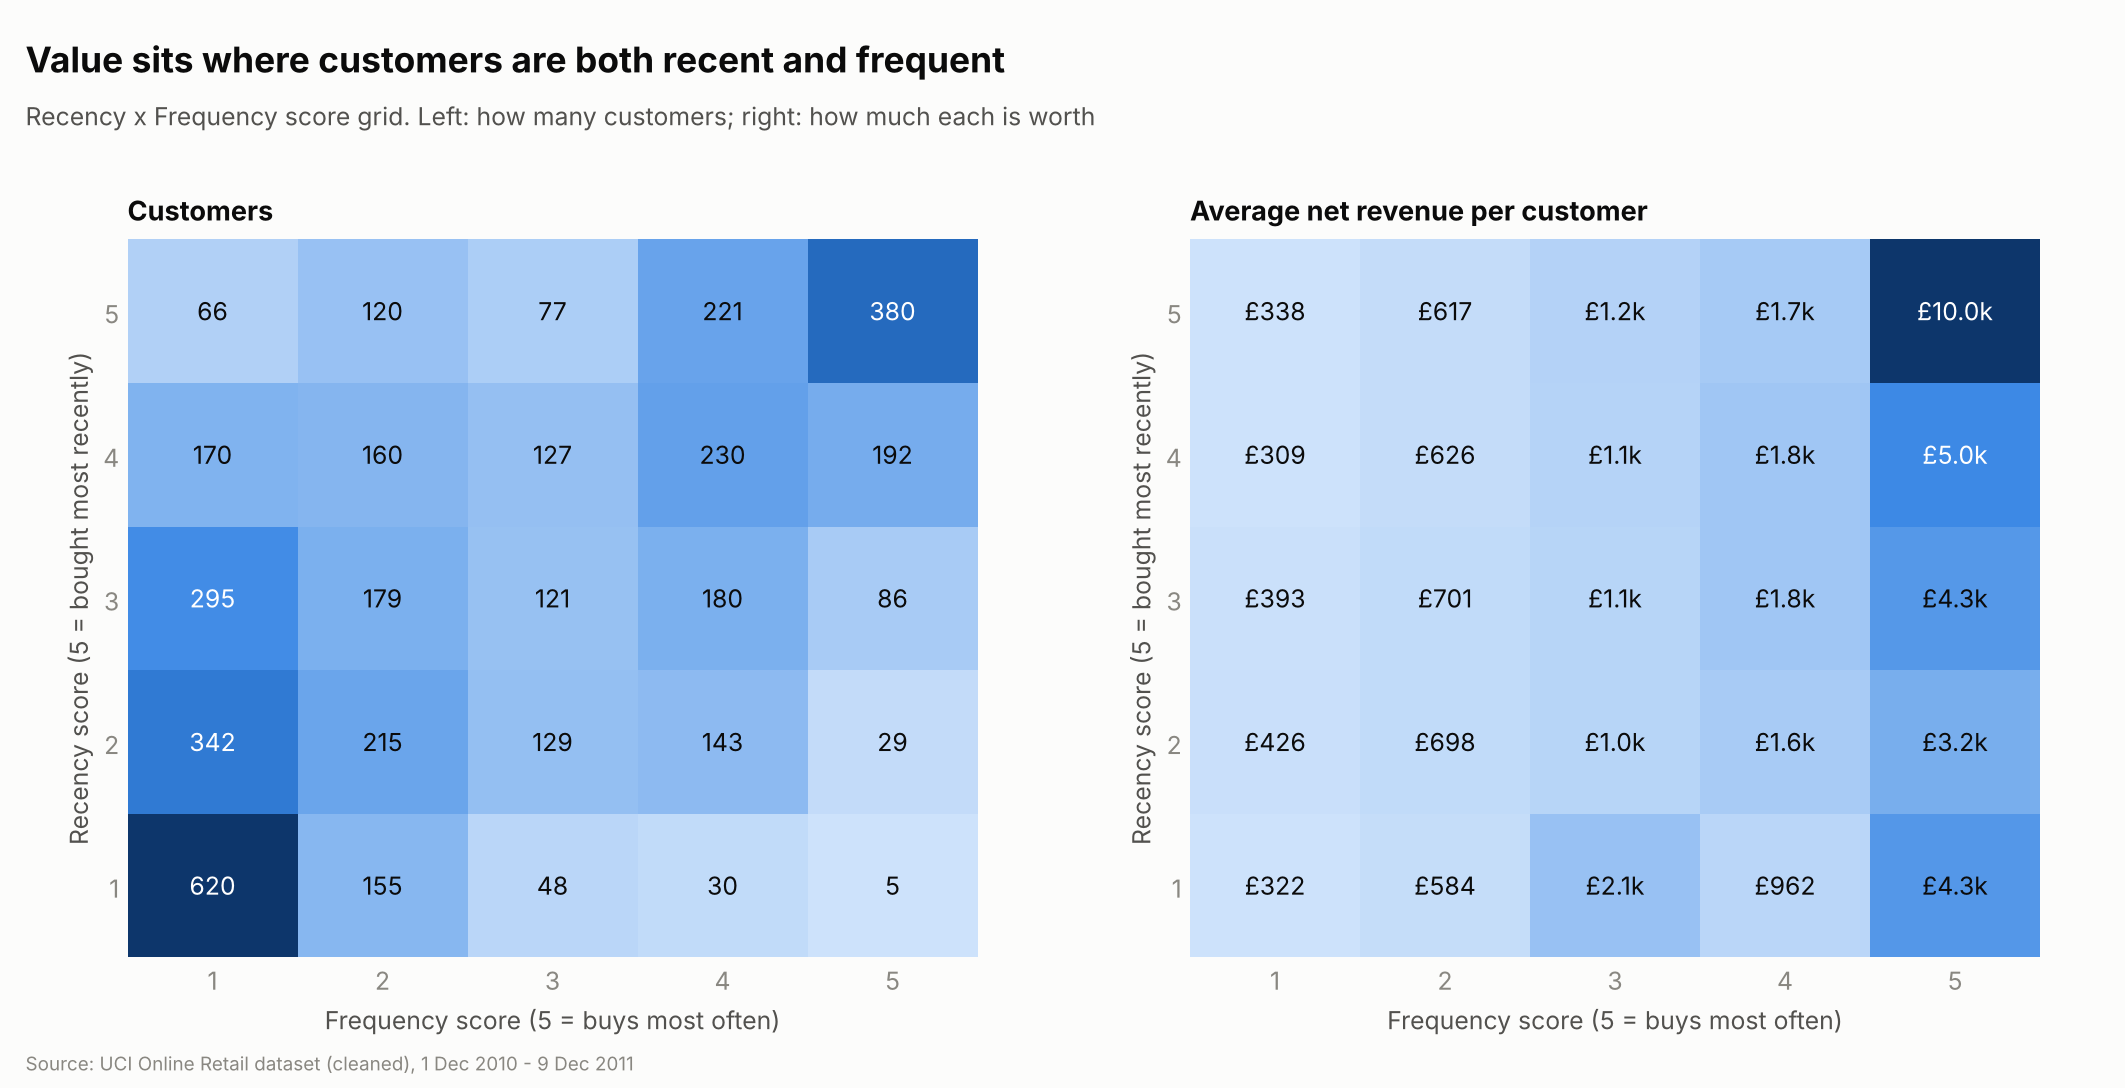 Value sits where customers are both recent and frequent
Recency x Frequency score grid. Left: how many customers; right: how much each is worth
Customers
Recency score (5 = bought most recently)
5 66 120 77 221 380
4 170 160 127 230 192
3 295 179 121 180 86
2 342 215 129 143 29
1 620 155 48 30 5
1 2 3 4 5
Frequency score (5 = buys most often)
Average net revenue per customer
Recency score (5 = bought most recently)
5 £338 £617 £1.2k £1.7k £10.0k
4 £309 £626 £1.1k £1.8k £5.0k
3 £393 £701 £1.1k £1.8k £4.3k
2 £426 £698 £1.0k £1.6k £3.2k
1 £322 £584 £2.1k £962 £4.3k
1 2 3 4 5
Frequency score (5 = buys most often)
Source: UCI Online Retail dataset (cleaned), 1 Dec 2010 - 9 Dec 2011